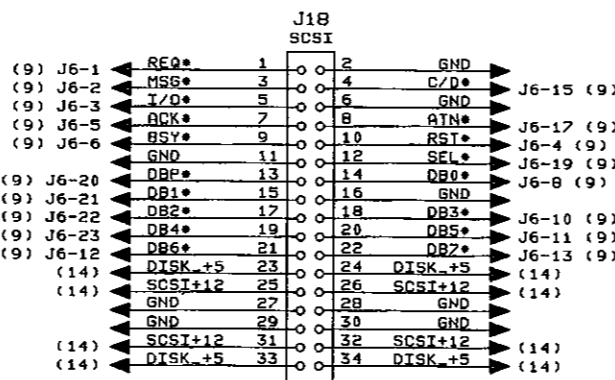 J18
SCSI
(9) J6-1 REQ* 1 2 GND
(9) J6-2 MSG* 3 4 C/D* J6-15 (9)
(9) J6-3 I/O* 5 6 GND
(9) J6-5 ACK* 7 8 ATN* J6-17 (9)
(9) J6-6 BSY* 9 10 RST* J6-4 (9)
GND 11 12 SEL* J6-19 (9)
(9) J6-20 DBP* 13 14 DB0* J6-8 (9)
(9) J6-21 DB1* 15 16 GND
(9) J6-22 DB2* 17 18 DB3* J6-10 (9)
(9) J6-23 DB4* 19 20 DB5* J6-11 (9)
(9) J6-12 DB6* 21 22 DB7* J6-13 (9)
(14) DISK_+5 23 24 DISK_+5 (14)
(14) SCSI+12 25 26 SCSI+12 (14)
GND 27 28 GND
GND 29 30 GND
(14) SCSI+12 31 32 SCSI+12 (14)
(14) DISK_+5 33 34 DISK_+5 (14)